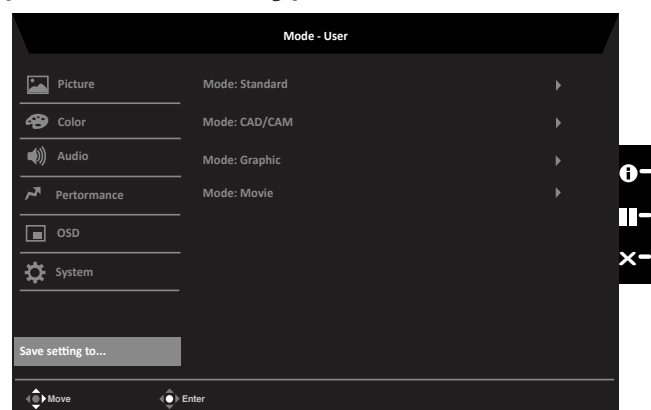 Mode - User
Picture
Mode: Standard
Color
Mode: CAD/CAM
Audio
Mode: Graphic
Pertormance
Mode: Movie
OSD
System
Save setting to...
Move
Enter